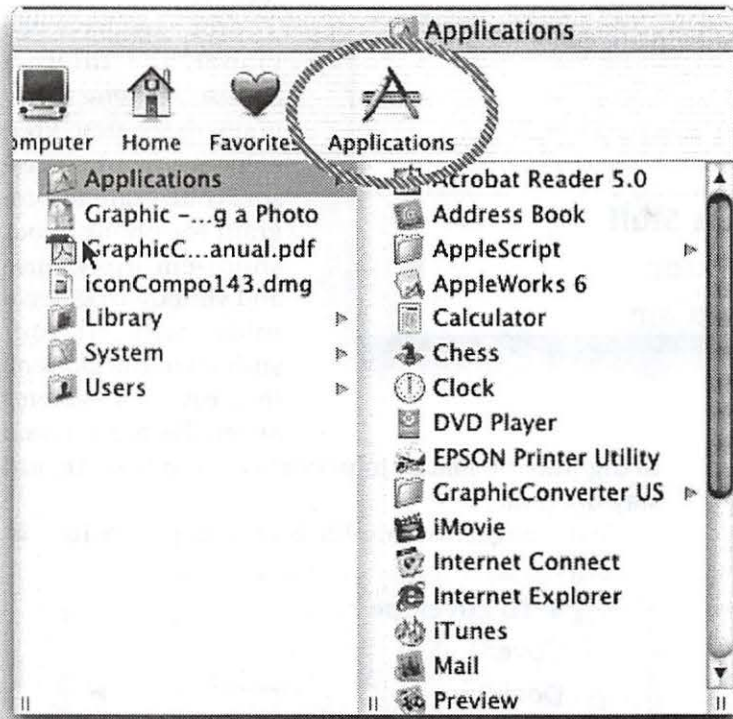 Applications
omputer Home Favorites Applications
Applications
Graphic –...g a Photo
GraphicC...anual.pdf
iconCompo143.dmg
Library
System
Users
Acrobat Reader 5.0
Address Book
AppleScript
AppleWorks 6
Calculator
Chess
Clock
DVD Player
EPSON Printer Utility
GraphicConverter US
iMovie
Internet Connect
Internet Explorer
iTunes
Mail
Preview